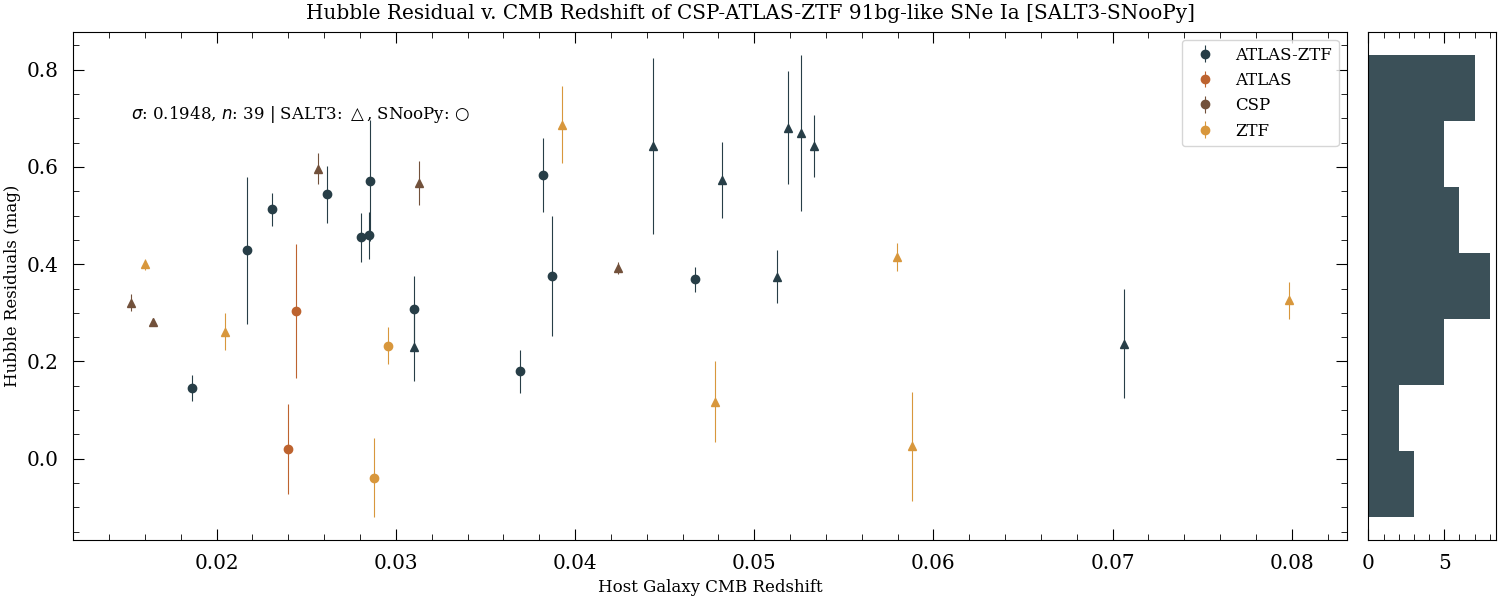 Hubble Residual v. CMB Redshift of CSP-ATLAS-ZTF 91bg-like SNe Ia [SALT3-SNooPy]
σ: 0.1948, n: 39 | SALT3: △, SNooPy: ○
ATLAS-ZTF
ATLAS
CSP
ZTF
Hubble Residuals (mag)
0.8
0.6
0.4
0.2
0.0
0.02 0.03 0.04 0.05 0.06 0.07 0.08
Host Galaxy CMB Redshift
0 5